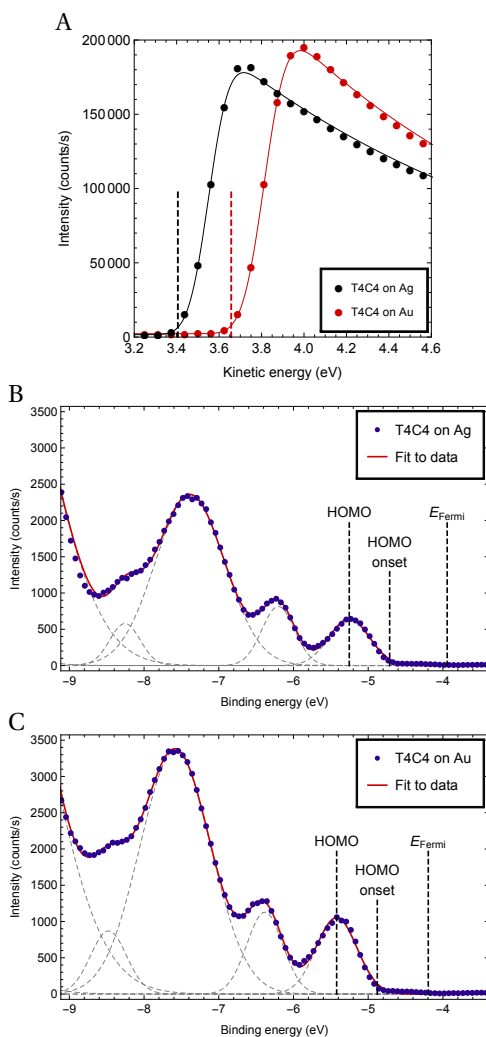 A
200 000
150 000
100 000
50 000
0
Intensity (counts/s)
T4C4 on Ag
T4C4 on Au
3.2 3.4 3.6 3.8 4.0 4.2 4.4 4.6
Kinetic energy (eV)
B
3500
3000
2500
2000
1500
1000
500
0
Intensity (counts/s)
T4C4 on Ag
Fit to data
HOMO
HOMO
onset
EFermi
−9 −8 −7 −6 −5 −4
Binding energy (eV)
C
3500
3000
2500
2000
1500
1000
500
0
Intensity (counts/s)
T4C4 on Au
Fit to data
HOMO
HOMO
onset
EFermi
−9 −8 −7 −6 −5 −4
Binding energy (eV)